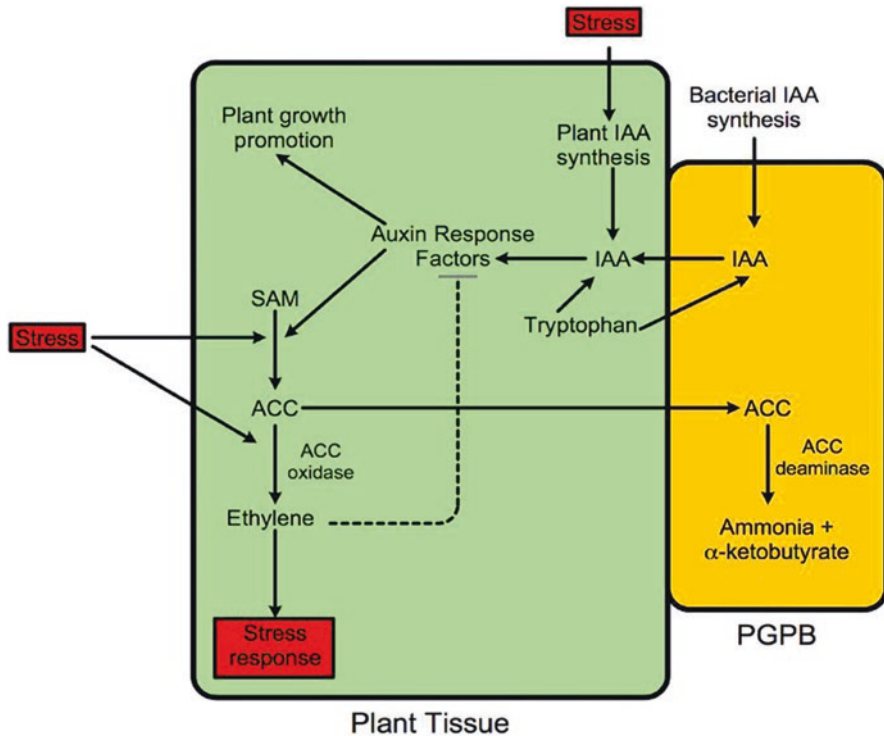 Stress
Plant growth
promotion
Plant IAA
synthesis
Bacterial IAA
synthesis
Auxin Response
Factors
IAA
IAA
SAM
Tryptophan
Stress
ACC
ACC
ACC
oxidase
ACC
deaminase
Ethylene
Ammonia +
α-ketobutyrate
Stress
response
PGPB
Plant Tissue